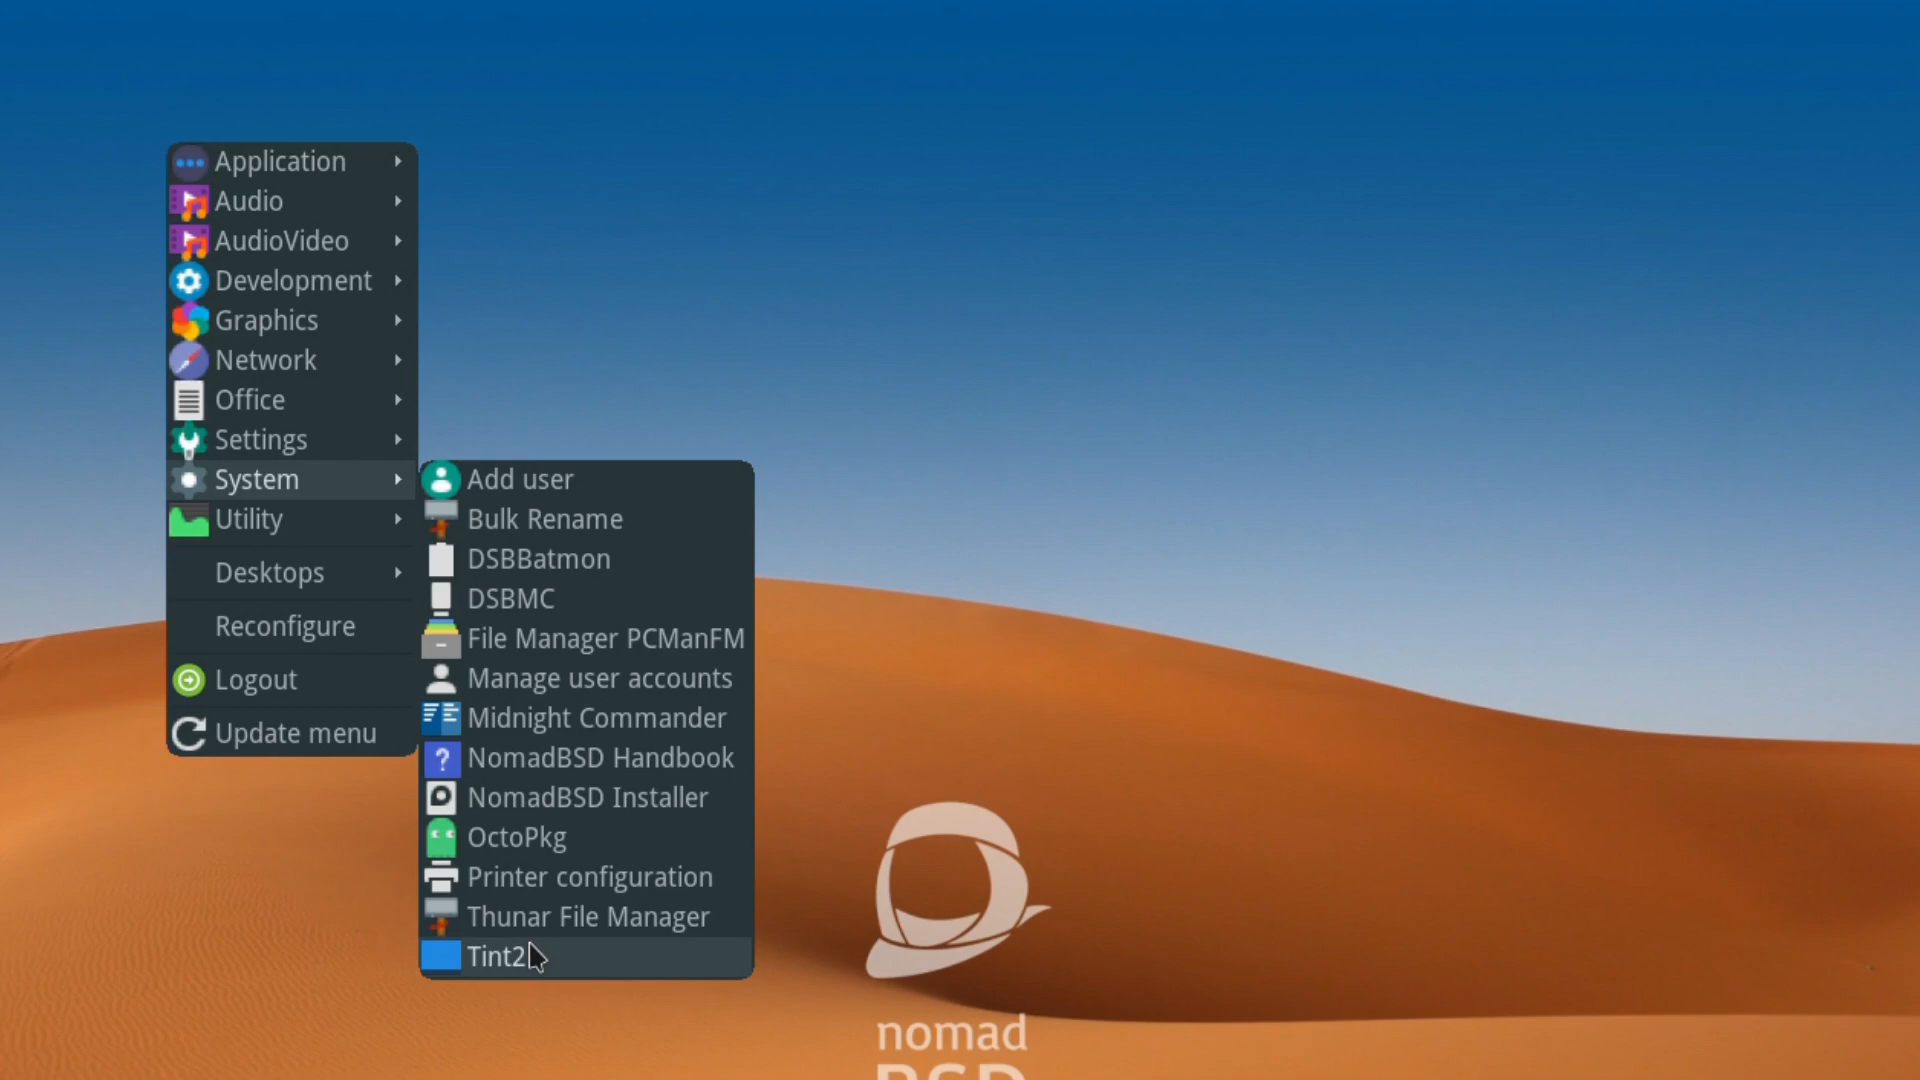 Application
Audio
AudioVideo
Development
Graphics
Network
Office
Settings
System
Utility
Desktops
Reconfigure
Logout
Update menu
Add user
Bulk Rename
DSBBatmon
DSBMC
File Manager PCManFM
Manage user accounts
Midnight Commander
NomadBSD Handbook
NomadBSD Installer
OctoPkg
Printer configuration
Thunar File Manager
Tint2
nomad
BSD